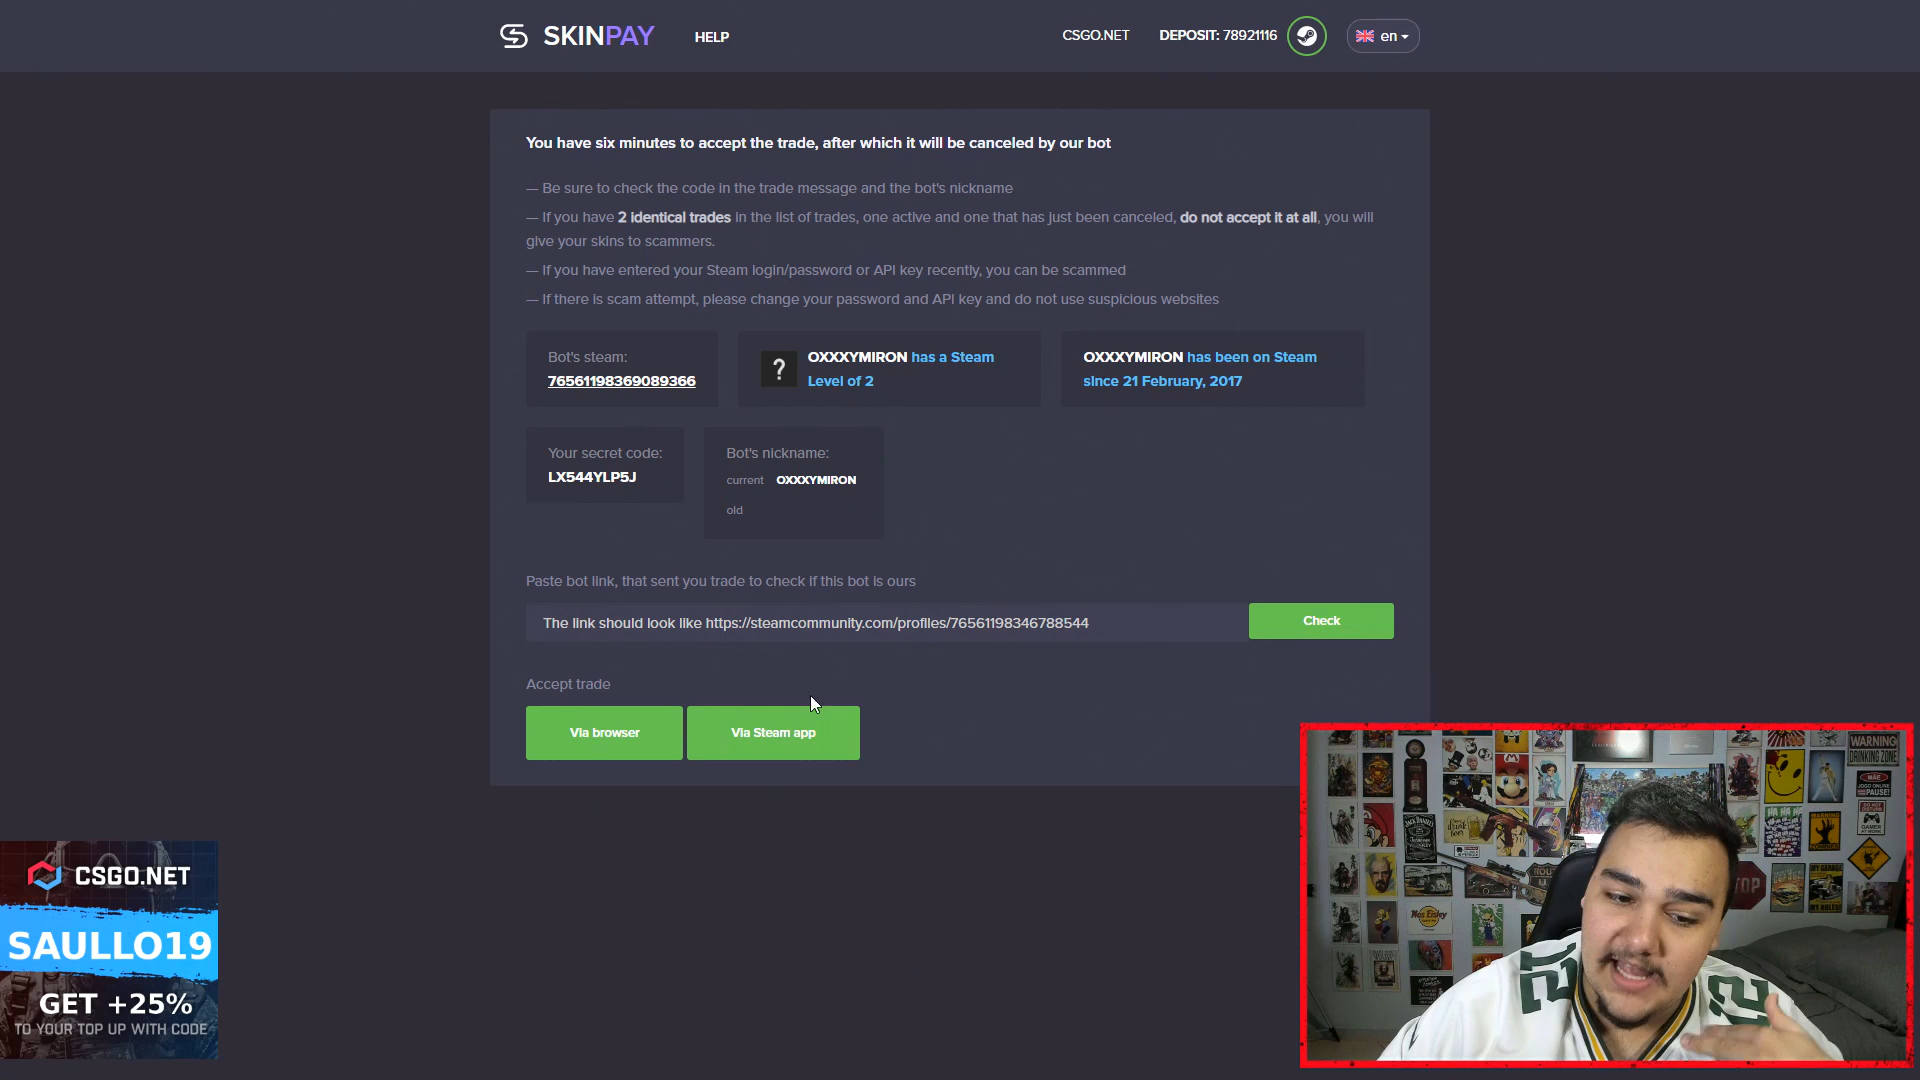 SKINPAY
HELP
CSGO.NET
DEPOSIT: 78921116
en
You have six minutes to accept the trade, after which it will be canceled by our bot
— Be sure to check the code in the trade message and the bot's nickname
— If you have 2 identical trades in the list of trades, one active and one that has just been canceled, do not accept it at all, you will
give your skins to scammers.
— If you have entered your Steam login/password or API key recently, you can be scammed
— If there is scam attempt, please change your password and API key and do not use suspicious websites
Bot's steam:
76561198369089366
?
OXXXYMIRON has a Steam
Level of 2
OXXXYMIRON has been on Steam
since 21 February, 2017
Your secret code:
LX544YLP5J
Bot's nickname:
current OXXXYMIRON
old
Paste bot link, that sent you trade to check if this bot is ours
The link should look like https://steamcommunity.com/profiles/76561198346788544
Check
Accept trade
Via browser
Via Steam app
CSGO.NET
SAULLO19
GET +25%
TO YOUR TOP UP WITH CODE
WARNING
DRINKING ZONE
Mos Eisley
12
2